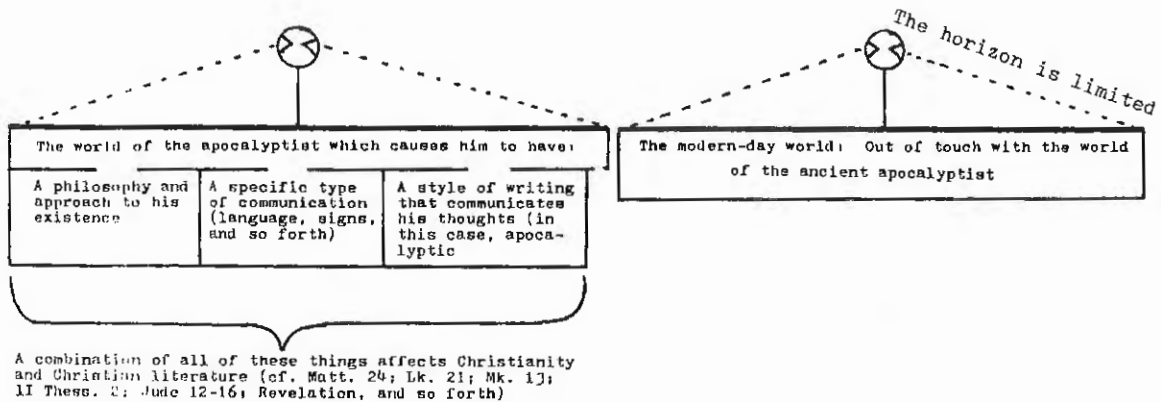 The horizon is limited
The world of the apocalyptist which causes him to have:
A philosophy and
approach to his
existence
A specific type
of communication
(language, signs,
and so forth)
A style of writing
that communicates
his thoughts (in
this case, apoca-
lyptic
The modern-day world: Out of touch with the world
of the ancient apocalyptist
A combination of all of these things affects Christianity
and Christian literature (cf. Matt. 24; Lk. 21; Mk. 13;
II Thess. 2; Jude 12-16; Revelation, and so forth)